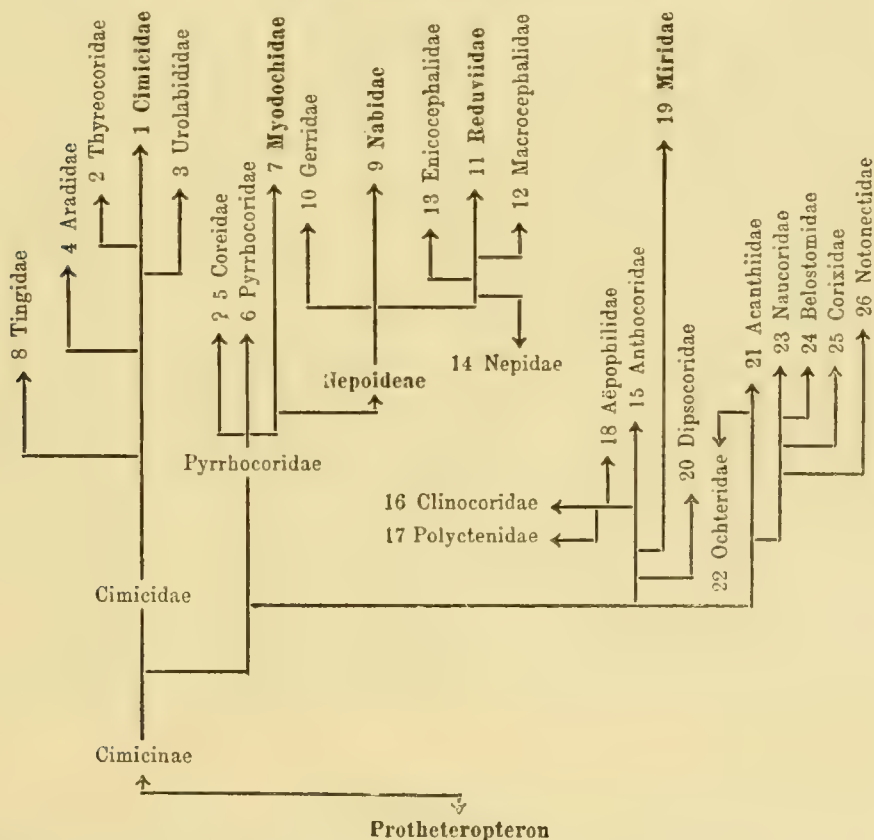 8 Tingidae
4 Aradidae
2 Thyreocoridae
1 Cimicidae
3 Urolabididae
? 5 Coreidae
6 Pyrrhocoridae
7 Myodochidae
10 Gerridae
9 Nabidae
13 Enicocephalidae
11 Reduviidae
12 Macrocephalidae
14 Nepidae
Nepoideae
Pyrrhocoridae
16 Clinocoridae
17 Polyctenidae
18 Aëpophilidae
15 Anthocoridae
19 Miridae
20 Dipsocoridae
22 Ochteridae
21 Acanthiidae
23 Naucoridae
24 Belostomidae
25 Corixidae
26 Notonectidae
Cimicidae
Cimicinae
Protheteropteron